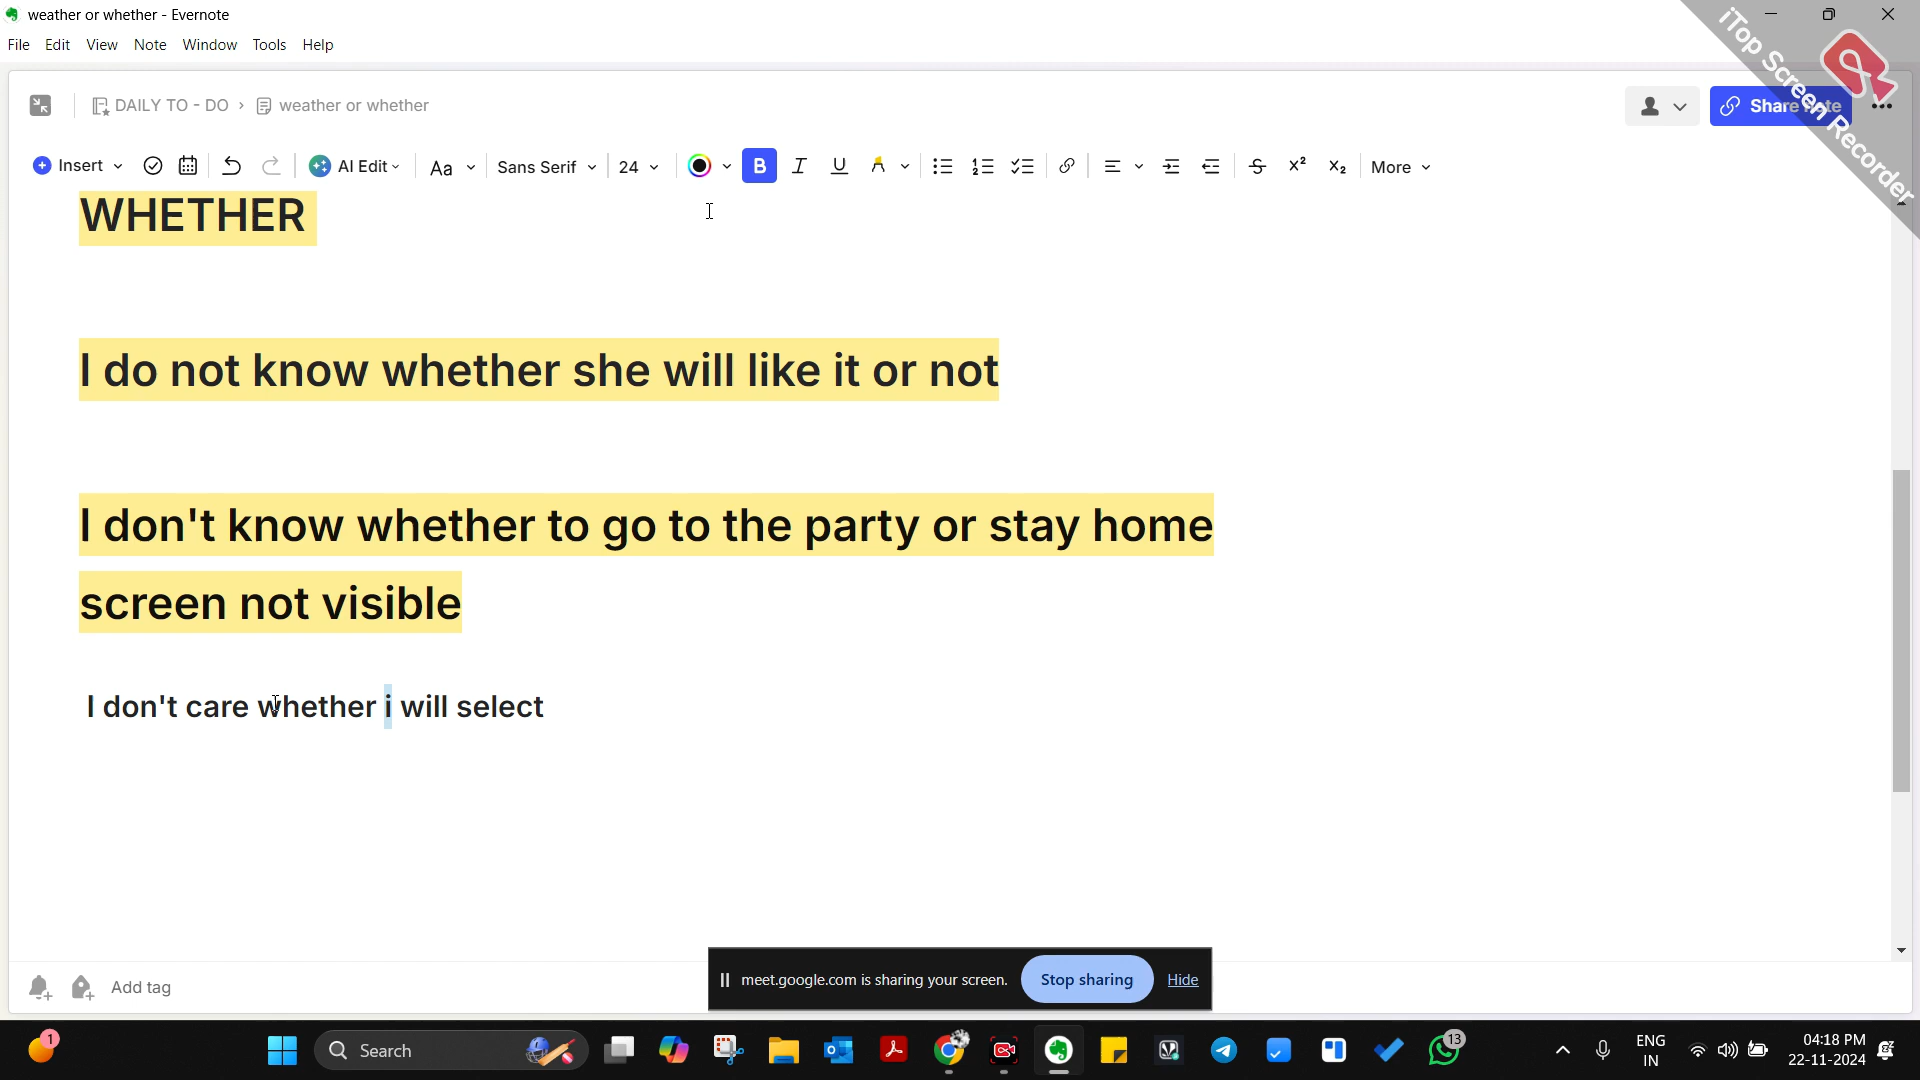 weather or whether - Evernote
File Edit View Note Window Tools Help
DAILY TO - DO > weather or whether
Share
Insert AI Edit Aa Sans Serif 24 B I U A S x² x₂ More
WHETHER
I do not know whether she will like it or not
I don't know whether to go to the party or stay home
screen not visible
I don't care whether i will select
Add tag
meet.google.com is sharing your screen. Stop sharing Hide
1 Search 13 ENG 04:18 PM
IN 22-11-2024
iTop Screen Recorder